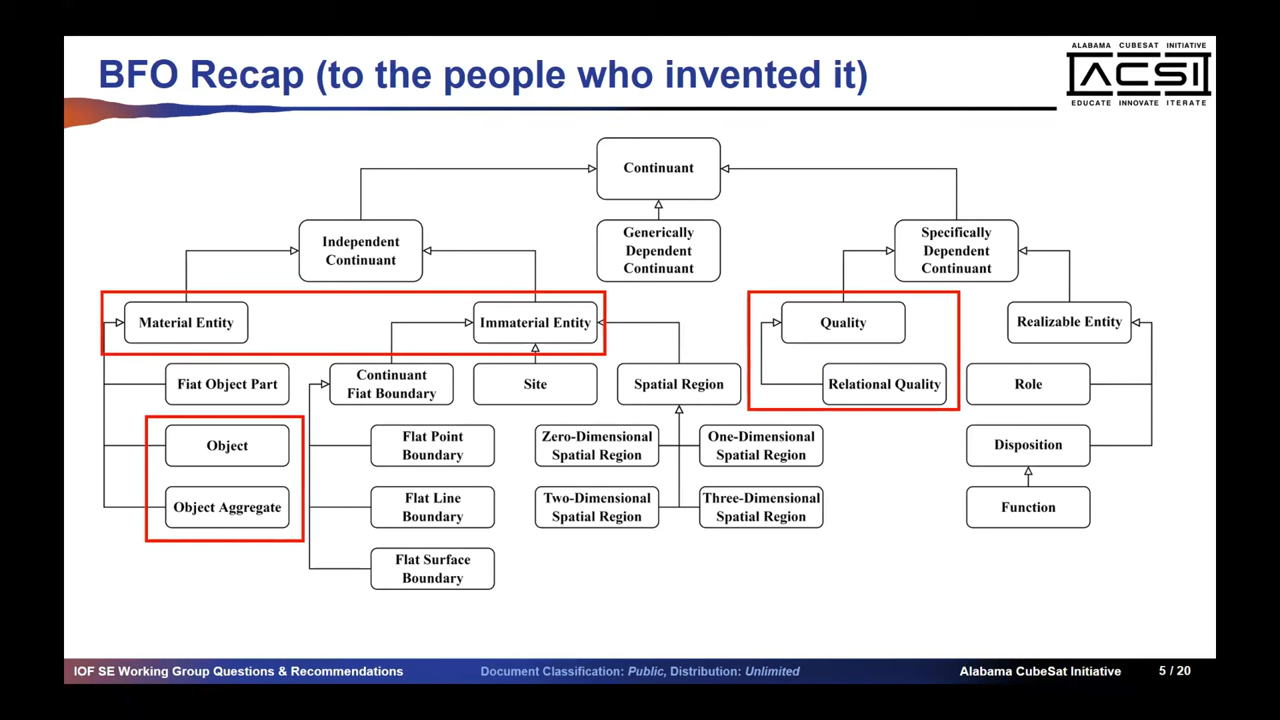 BFO Recap (to the people who invented it)
ALABAMA CUBESAT INITIATIVE
ACSI
EDUCATE INNOVATE ITERATE
Continuant
Independent
Continuant
Generically
Dependent
Continuant
Specifically
Dependent
Continuant
Material Entity
Immaterial Entity
Quality
Realizable Entity
Fiat Object Part
Continuant
Fiat Boundary
Site
Spatial Region
Relational Quality
Role
Object
Flat Point
Boundary
Zero-Dimensional
Spatial Region
One-Dimensional
Spatial Region
Disposition
Object Aggregate
Flat Line
Boundary
Two-Dimensional
Spatial Region
Three-Dimensional
Spatial Region
Function
Flat Surface
Boundary
IOF SE Working Group Questions & Recommendations
Document Classification: Public, Distribution: Unlimited
Alabama CubeSat Initiative
5 / 20